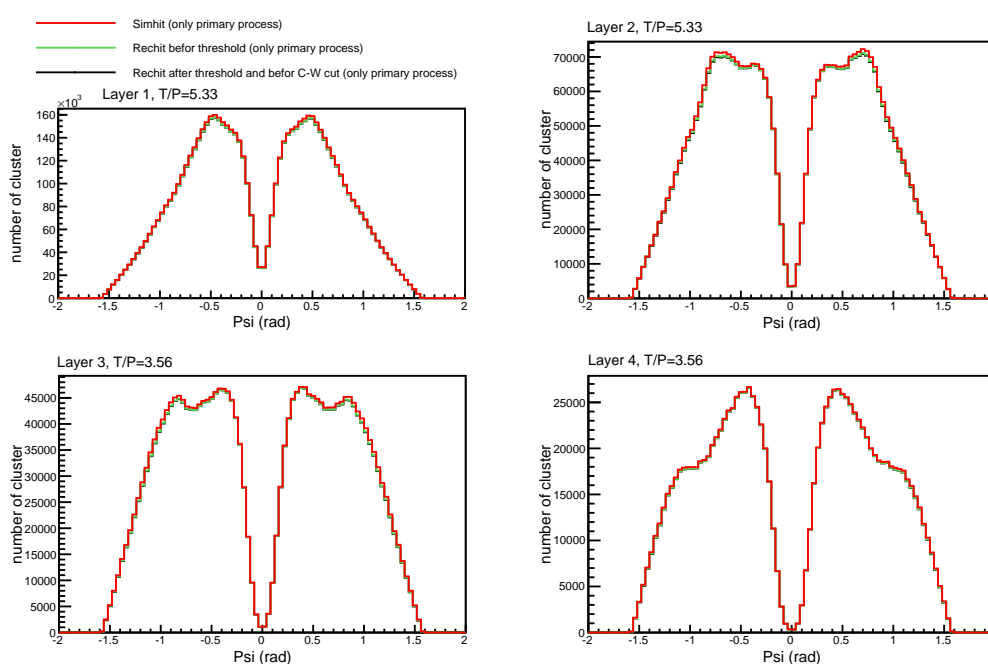 Simhit (only primary process)
Rechit befor threshold (only primary process)
Rechit after threshold and befor C-W cut (only primary process)
Layer 1, T/P=5.33
×10³
number of cluster
160
140
120
100
80
60
40
20
0
-2 -1.5 -1 -0.5 0 0.5 1 1.5 2
Psi (rad)
Layer 2, T/P=5.33
number of cluster
70000
60000
50000
40000
30000
20000
10000
0
-2 -1.5 -1 -0.5 0 0.5 1 1.5
Psi (rad)
Layer 3, T/P=3.56
number of cluster
45000
40000
35000
30000
25000
20000
15000
10000
5000
0
-2 -1.5 -1 -0.5 0 0.5 1 1.5 2
Psi (rad)
Layer 4, T/P=3.56
number of cluster
25000
20000
15000
10000
5000
0
-2 -1.5 -1 -0.5 0 0.5 1 1.5
Psi (rad)